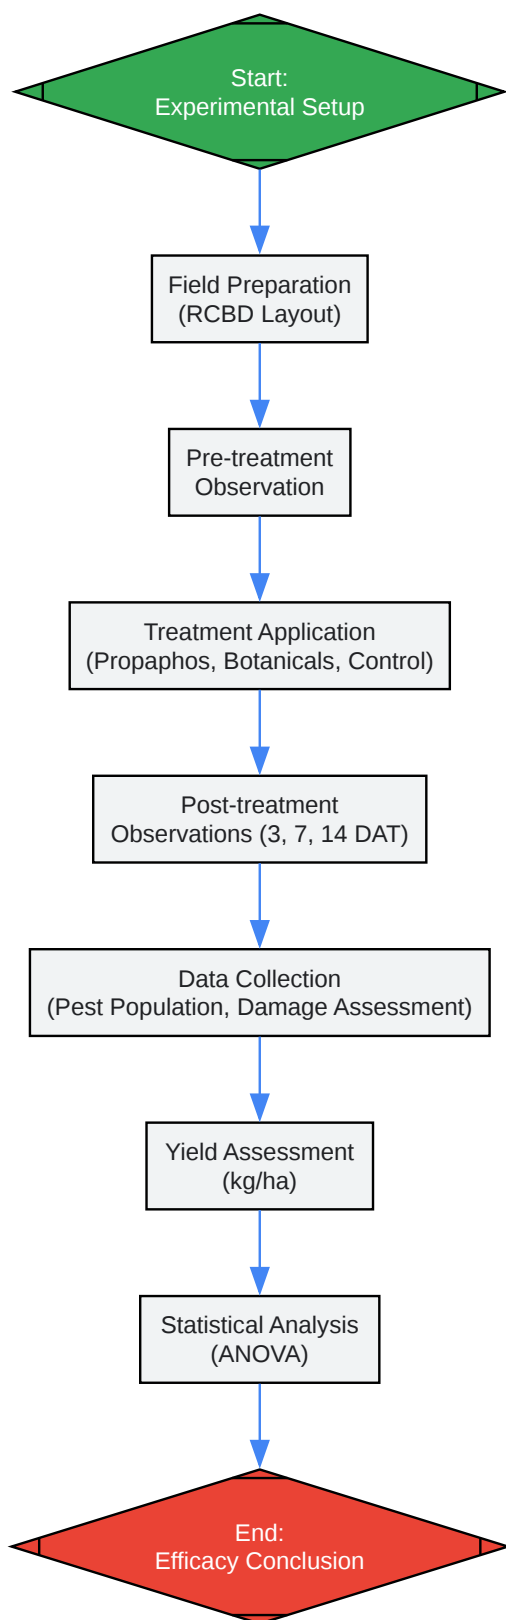 Start:
Experimental Setup
Field Preparation
(RCBD Layout)
Pre-treatment
Observation
Treatment Application
(Propaphos, Botanicals, Control)
Post-treatment
Observations (3, 7, 14 DAT)
Data Collection
(Pest Population, Damage Assessment)
Yield Assessment
(kg/ha)
Statistical Analysis
(ANOVA)
End:
Efficacy Conclusion